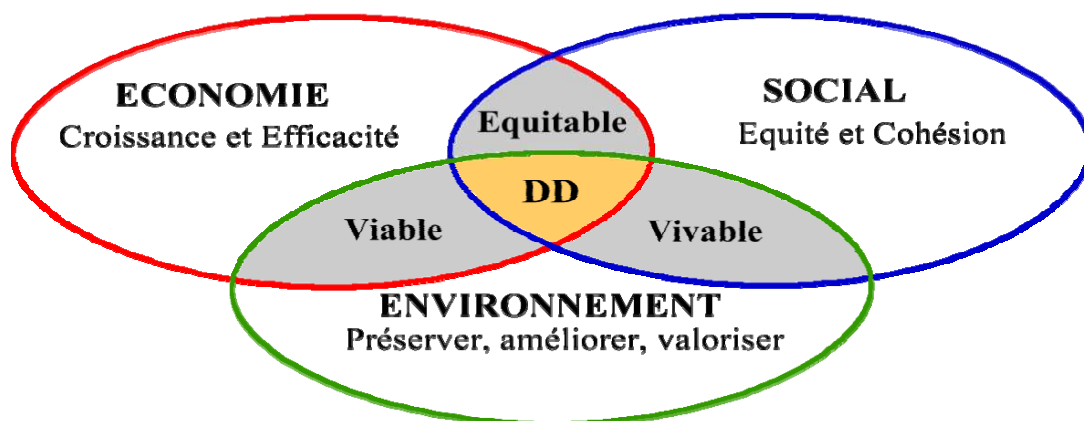 ECONOMIE
Croissance et Efficacité
SOCIAL
Equité et Cohésion
Equitable
DD
Viable
Vivable
ENVIRONNEMENT
Préserver, améliorer, valoriser